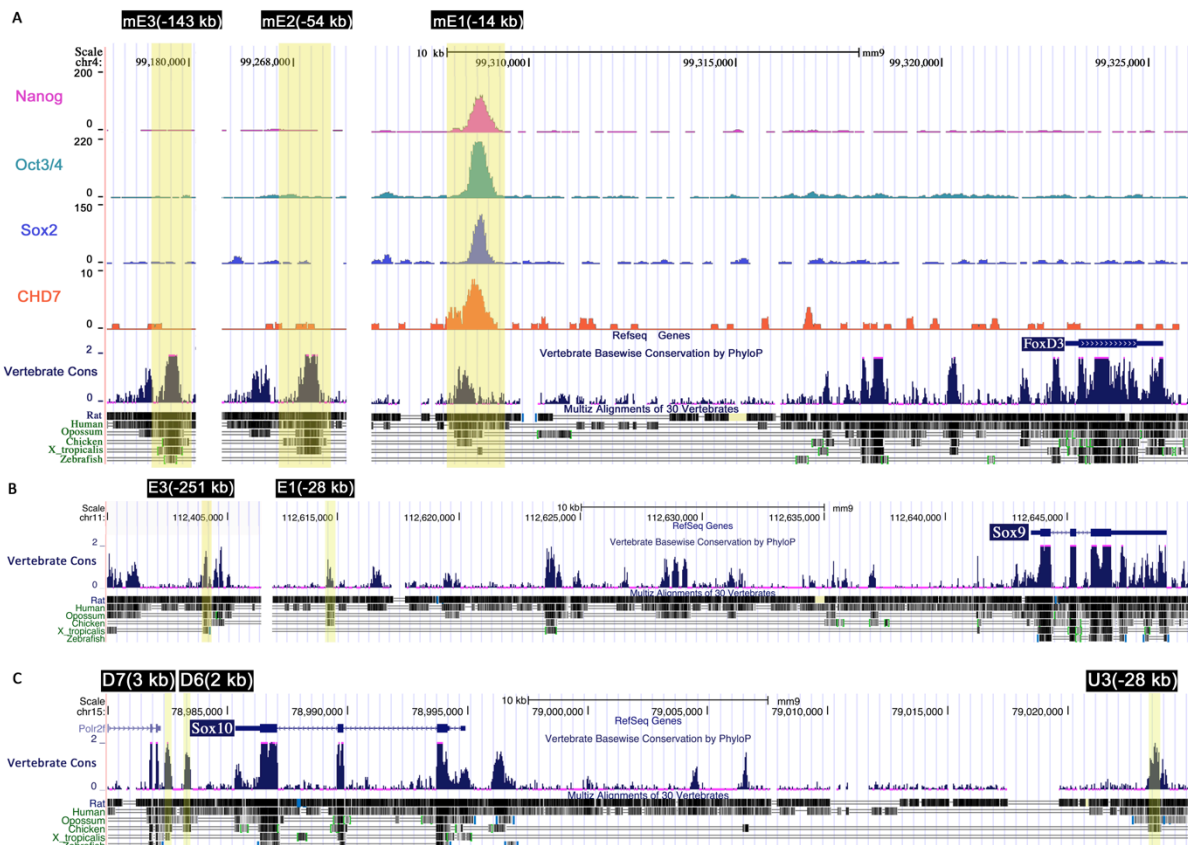 A
mE3(-143 kb) mE2(-54 kb) mE1(-14 kb)
Scale 10 kb mm9
chr4: 99,180,000 99,268,000 99,310,000 99,315,000 99,320,000 99,325,000
200
Nanog
0
220
Oct3/4
0
150
Sox2
0
10
CHD7
0
Refseq Genes
FoxD3
Vertebrate Basewise Conservation by PhyloP
2
Vertebrate Cons
0
Multiz Alignments of 30 Vertebrates
Rat
Human
Opossum
Chicken
X_tropicalis
Zebrafish
B
E3(-251 kb) E1(-28 kb)
Scale 10 kb mm9
chr11: 112,405,000 112,615,000 112,620,000 112,625,000 112,630,000 112,635,000 112,640,000 112,645,000
RefSeq Genes
Sox9
Vertebrate Basewise Conservation by PhyloP
2
Vertebrate Cons
0
Multiz Alignments of 30 Vertebrates
Rat
Human
Opossum
Chicken
X_tropicalis
Zebrafish
C
D7(3 kb) D6(2 kb) U3(-28 kb)
Scale 10 kb mm9
chr15: 78,985,000 78,990,000 78,995,000 79,000,000 79,005,000 79,010,000 79,015,000 79,020,000
Polr2f Sox10 RefSeq Genes
Vertebrate Basewise Conservation by PhyloP
2
Vertebrate Cons
0
Multiz Alignments of 30 Vertebrates
Rat
Human
Opossum
Chicken
X_tropicalis
Zebrafish